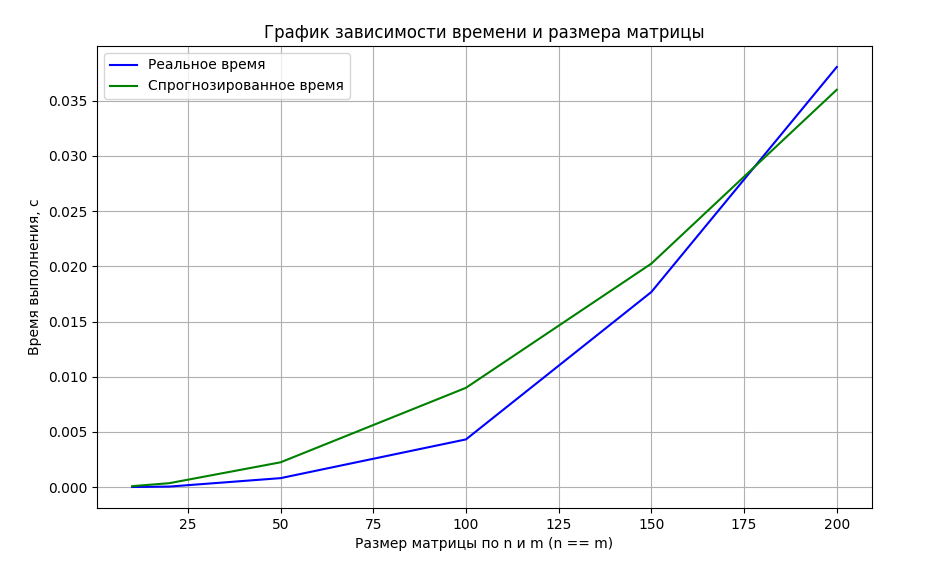 График зависимости времени и размера матрицы
Реальное время
Спрогнозированное время
Время выполнения, с
0.035
0.030
0.025
0.020
0.015
0.010
0.005
0.000
25 50 75 100 125 150 175 200
Размер матрицы по n и m (n == m)